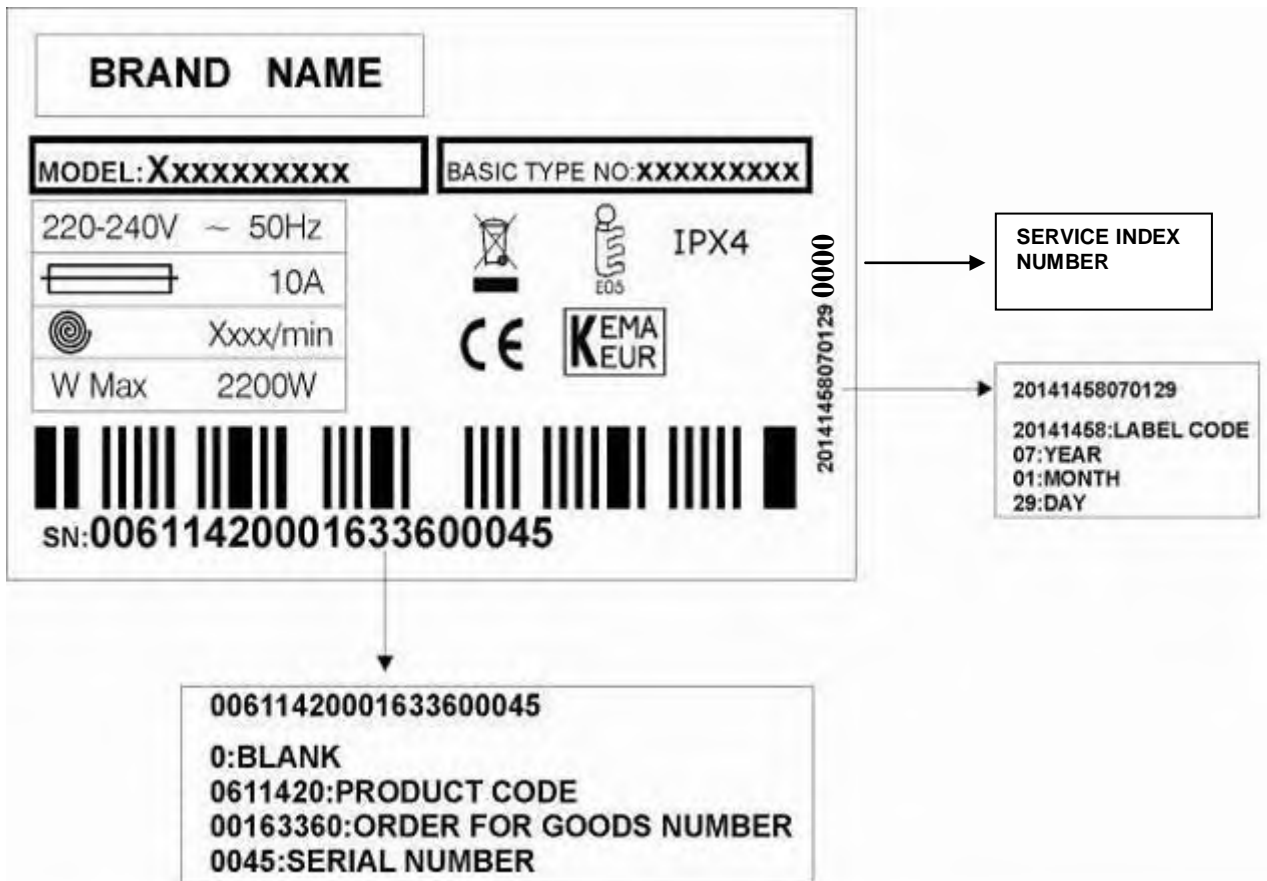 BRAND NAME
MODEL:Xxxxxxxxxx
BASIC TYPE NO:xxxxxxxxx
220-240V ~ 50Hz
10A
Xxxx/min
W Max 2200W
E05
IPX4
CE
KEMA
EUR
20141458070129 0000
SN:00611420001633600045
SERVICE INDEX
NUMBER
20141458070129
20141458:LABEL CODE
07:YEAR
01:MONTH
29:DAY
00611420001633600045
0:BLANK
0611420:PRODUCT CODE
00163360:ORDER FOR GOODS NUMBER
0045:SERIAL NUMBER